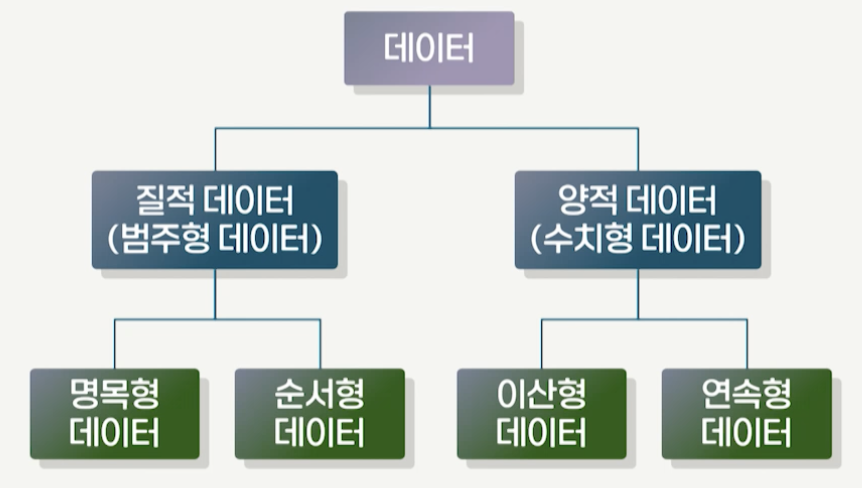 데이터
질적 데이터
(범주형 데이터)
양적 데이터
(수치형 데이터)
명목형
데이터
순서형
데이터
이산형
데이터
연속형
데이터